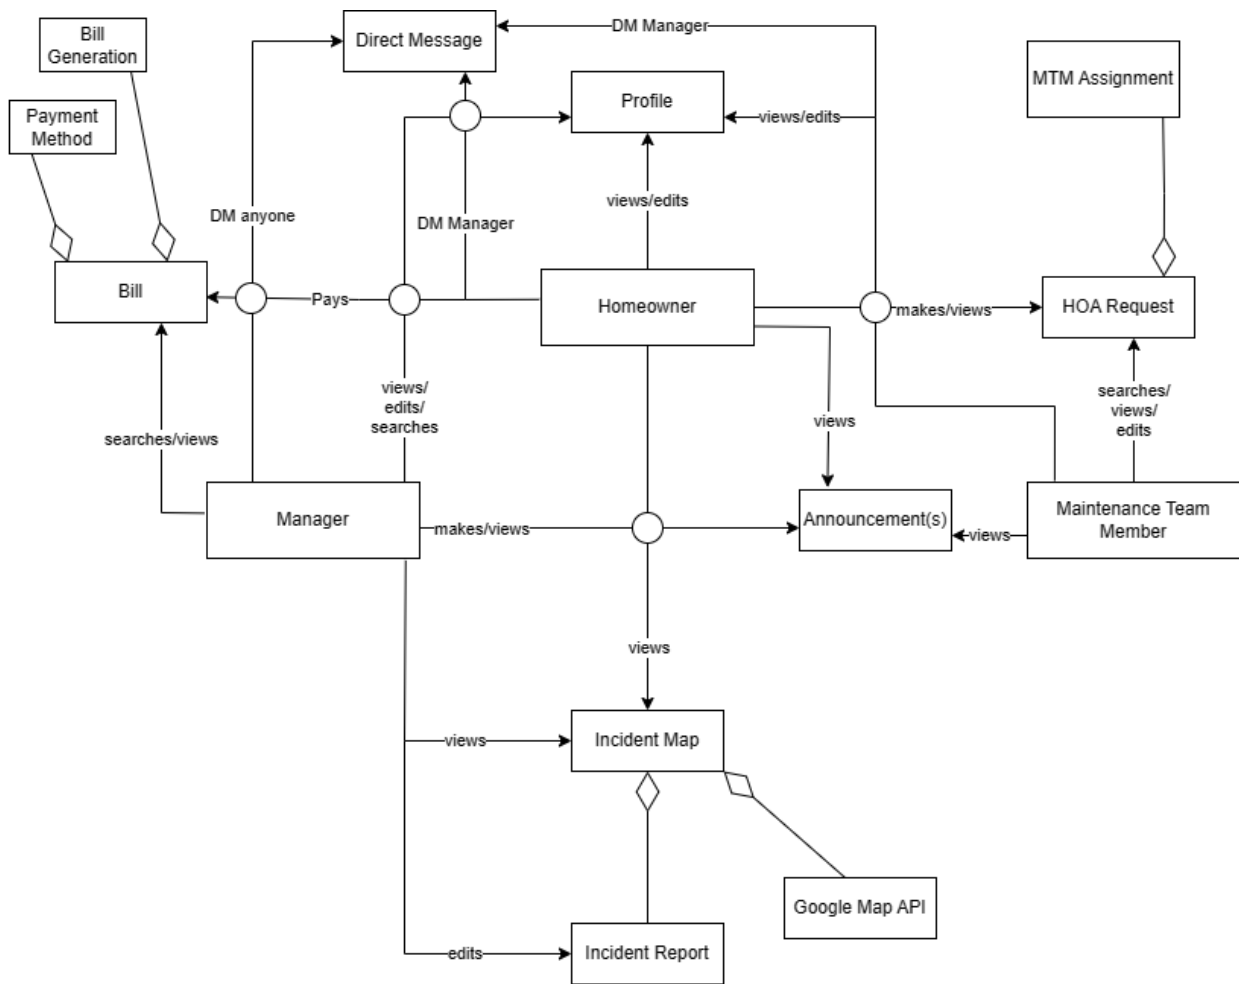 Bill
Generation
Direct Message
DM Manager
MTM Assignment
Payment
Method
Profile
views/edits
views/edits
DM anyone
DM Manager
Bill
Pays
Homeowner
makes/views
HOA Request
views/
edits/
searches
searches/
views/
edits
searches/views
views
Manager
makes/views
Announcement(s)
views
Maintenance Team
Member
views
views
Incident Map
Google Map API
edits
Incident Report